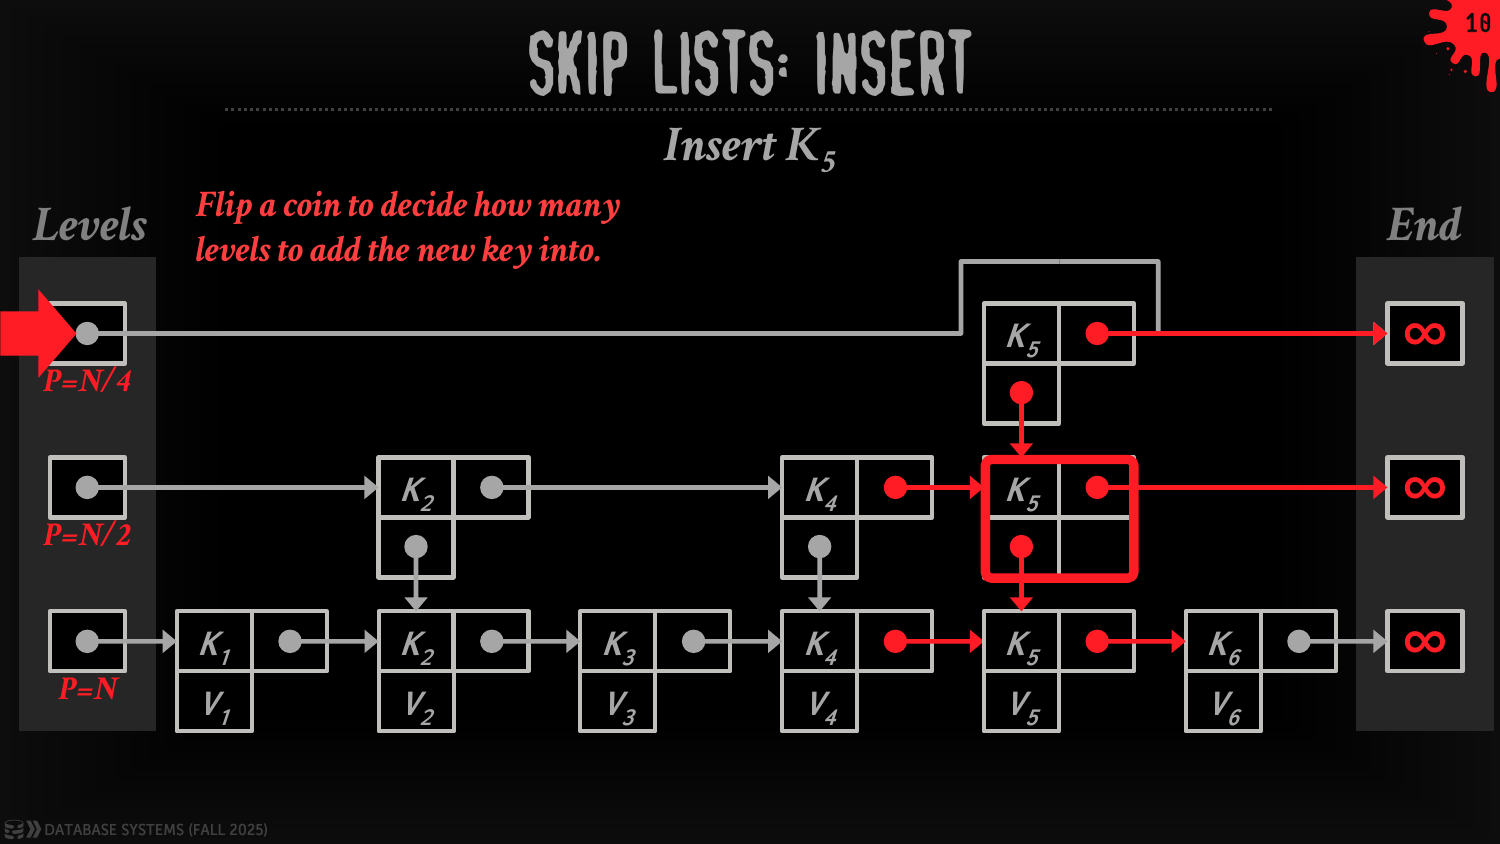 10
SKIP LISTS: INSERT
Insert K5
Flip a coin to decide how many
levels to add the new key into.
Levels
End
K5
∞
P=N/4
K2
K4
K5
∞
P=N/2
K1
K2
K3
K4
K5
K6
∞
P=N
V1
V2
V3
V4
V5
V6
DATABASE SYSTEMS (FALL 2025)